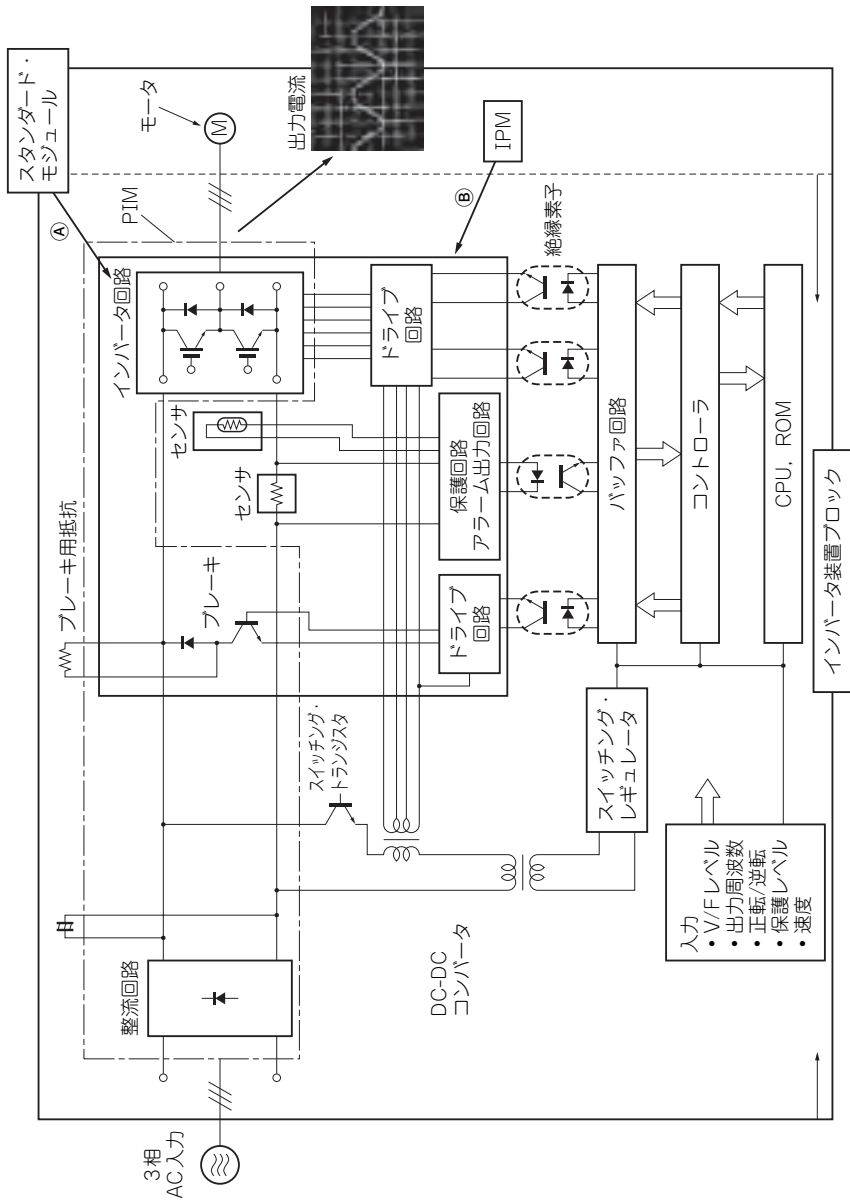 スタンダード・
モジュール
モータ
M
出力電流
Ⓐ
PIM
IPM
Ⓑ
インバータ回路
センサ
センサ
ドライブ
回路
絶縁素子
ブレーキ用抵抗
ブレーキ
保護回路
アラーム出力回路
ドライブ
回路
バッファ回路
コントローラ
CPU, ROM
インバータ装置ブロック
スイッチング・
トランジスタ
スイッチング・
レギュレータ
整流回路
DC-DC
コンバータ
入力
・V/Fレベル
・出力周波数
・正転/逆転
・保護レベル
・速度
3相
AC入力